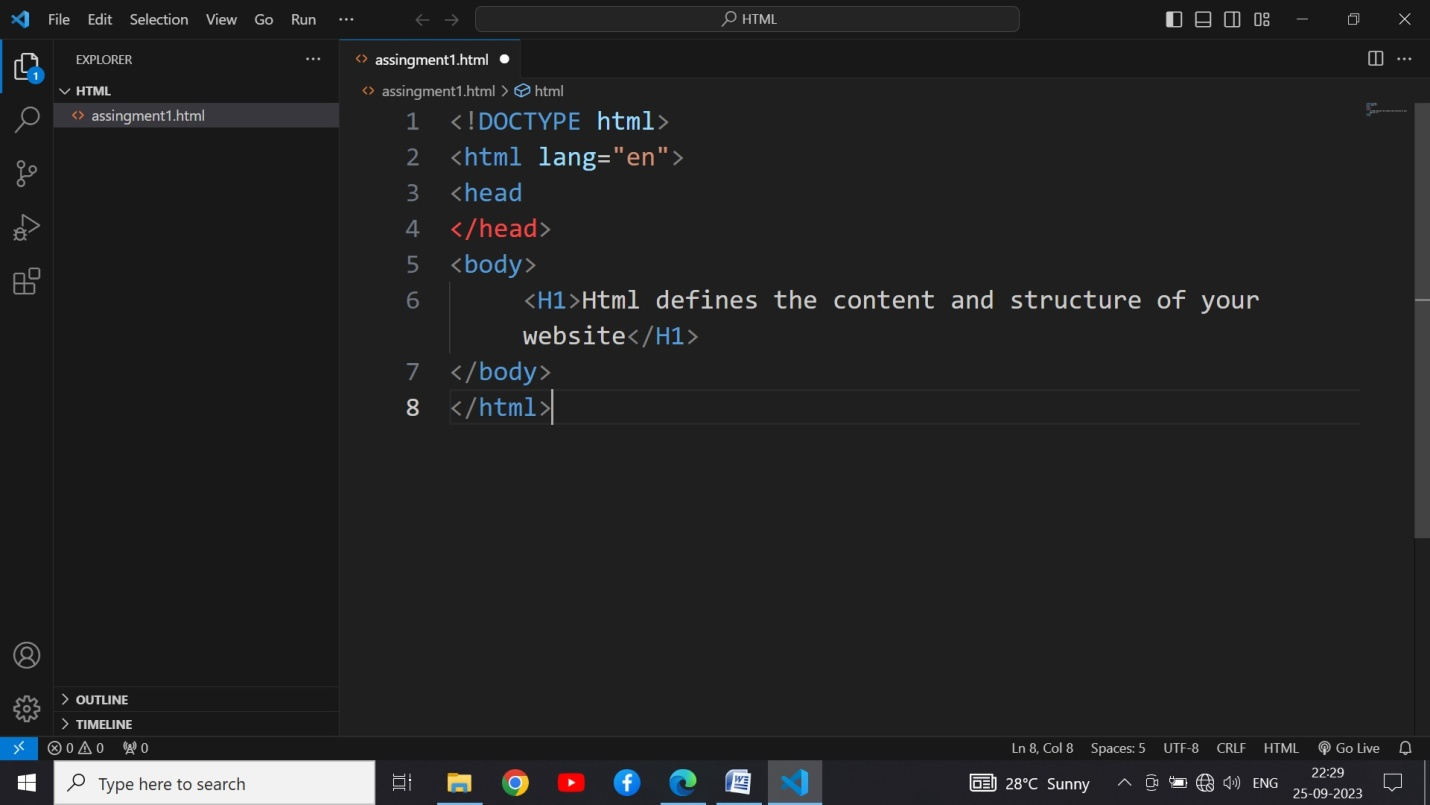 File Edit Selection View Go Run ··· HTML
EXPLORER ···
assingment1.html
HTML
assingment1.html > html
assingment1.html
1
1 <!DOCTYPE html>
2 <html lang="en">
3 <head
4 </head>
5 <body>
6 <H1>Html defines the content and structure of your
website</H1>
7 </body>
8 </html>
OUTLINE
TIMELINE
0 0 0 Ln 8, Col 8 Spaces: 5 UTF-8 CRLF HTML Go Live
Type here to search 28°C Sunny ENG 22:29
25-09-2023